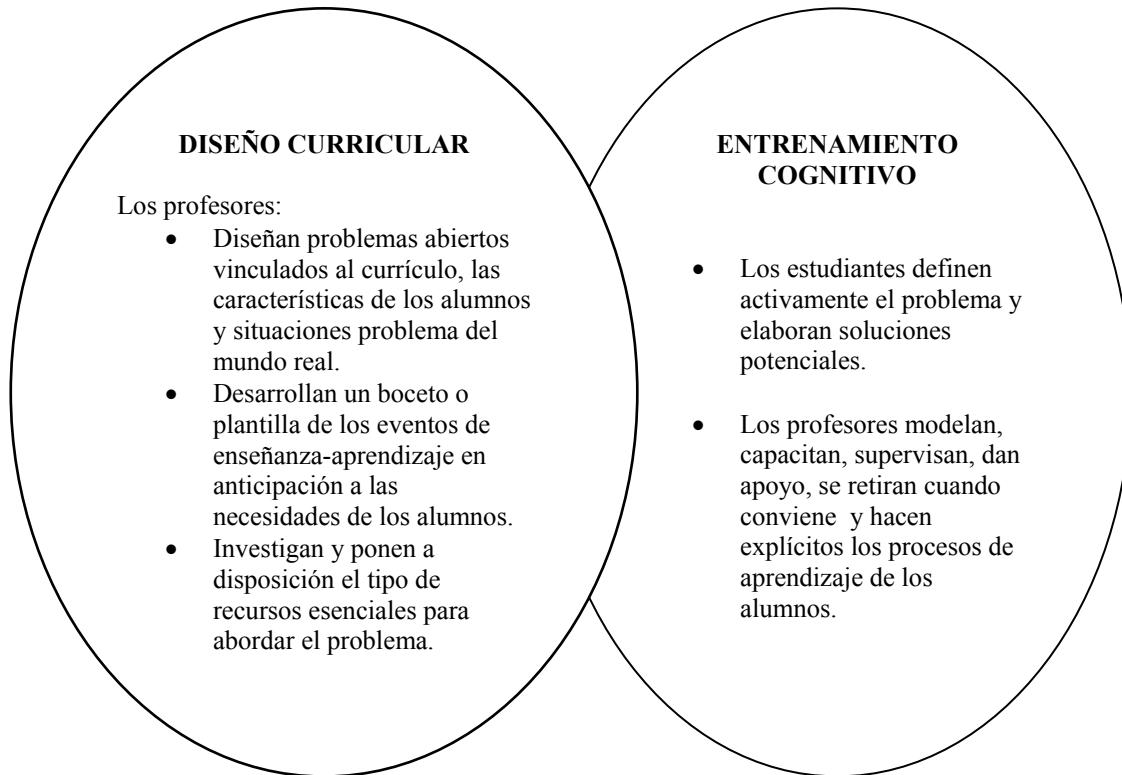 DISEÑO CURRICULAR
Los profesores:
• Diseñan problemas abiertos
vinculados al currículo, las
características de los alumnos
y situaciones problema del
mundo real.
• Desarrollan un boceto o
plantilla de los eventos de
enseñanza-aprendizaje en
anticipación a las
necesidades de los alumnos.
• Investigan y ponen a
disposición el tipo de
recursos esenciales para
abordar el problema.
ENTRENAMIENTO
COGNITIVO
• Los estudiantes definen
activamente el problema y
elaboran soluciones
potenciales.
• Los profesores modelan,
capacitan, supervisan, dan
apoyo, se retiran cuando
conviene y hacen
explícitos los procesos de
aprendizaje de los
alumnos.